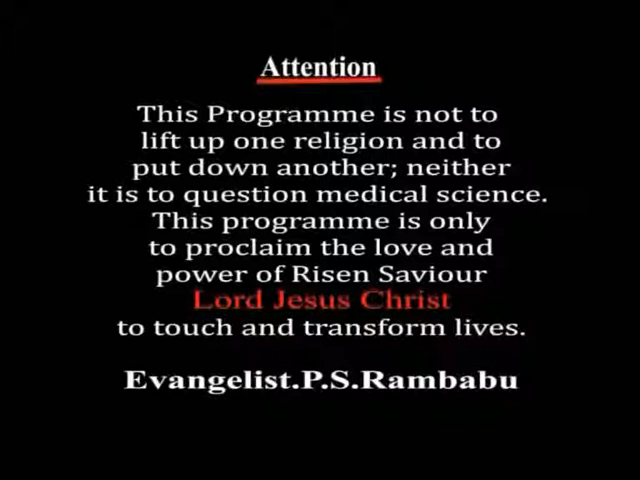 Attention
This Programme is not to
lift up one religion and to
put down another; neither
it is to question medical science.
This programme is only
to proclaim the love and
power of Risen Saviour
Lord Jesus Christ
to touch and transform lives.
Evangelist.P.S.Rambabu